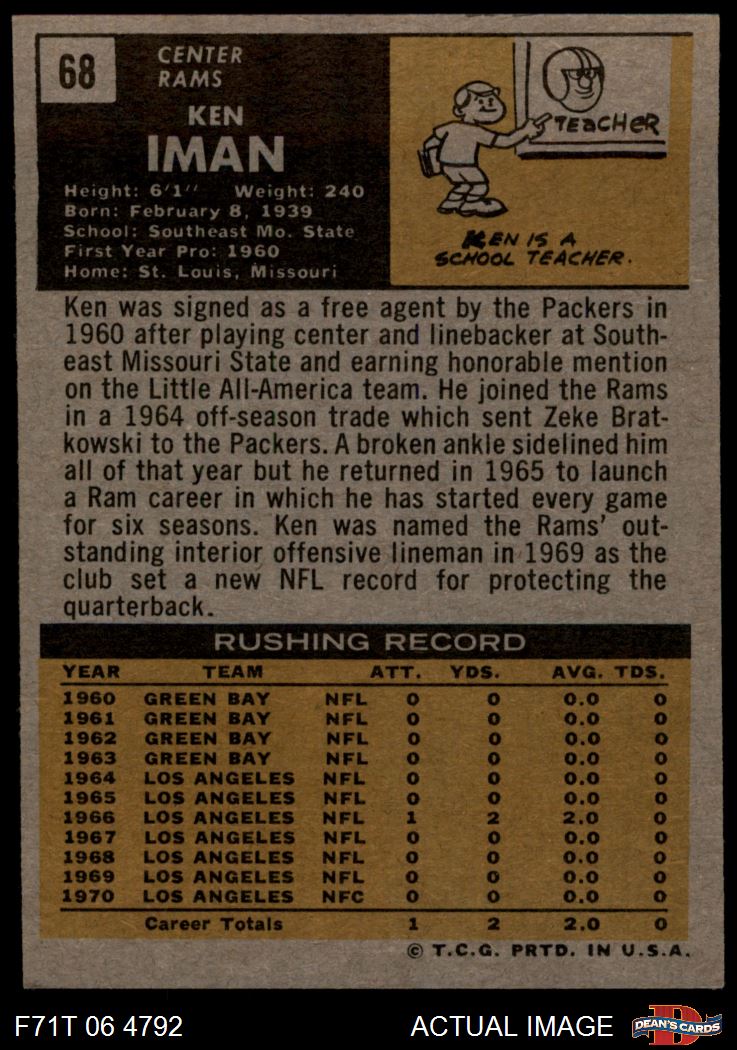 68
CENTER
RAMS
KEN
IMAN
Height: 6'1" Weight: 240
Born: February 8, 1939
School: Southeast Mo. State
First Year Pro: 1960
Home: St. Louis, Missouri
TEACHER
KEN IS A
SCHOOL TEACHER.
Ken was signed as a free agent by the Packers in
1960 after playing center and linebacker at South-
east Missouri State and earning honorable mention
on the Little All-America team. He joined the Rams
in a 1964 off-season trade which sent Zeke Brat-
kowski to the Packers. A broken ankle sidelined him
all of that year but he returned in 1965 to launch
a Ram career in which he has started every game
for six seasons. Ken was named the Rams' out-
standing interior offensive lineman in 1969 as the
club set a new NFL record for protecting the
quarterback.
RUSHING RECORD
YEAR TEAM ATT. YDS. AVG. TDS.
1960 GREEN BAY NFL 0 0 0.0 0
1961 GREEN BAY NFL 0 0 0.0 0
1962 GREEN BAY NFL 0 0 0.0 0
1963 GREEN BAY NFL 0 0 0.0 0
1964 LOS ANGELES NFL 0 0 0.0 0
1965 LOS ANGELES NFL 0 0 0.0 0
1966 LOS ANGELES NFL 1 2 2.0 0
1967 LOS ANGELES NFL 0 0 0.0 0
1968 LOS ANGELES NFL 0 0 0.0 0
1969 LOS ANGELES NFL 0 0 0.0 0
1970 LOS ANGELES NFC 0 0 0.0 0
Career Totals 1 2 2.0 0
© T.C.G. PRTD. IN U.S.A.
F71T 06 4792 ACTUAL IMAGE DEAN'S CARDS